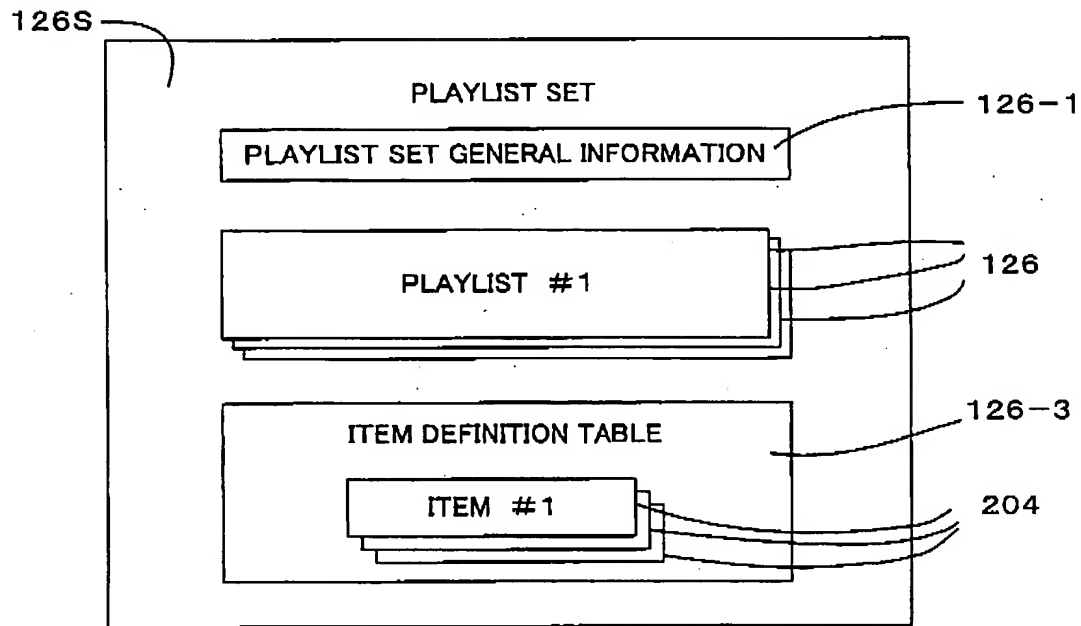 126S
PLAYLIST SET
126-1
PLAYLIST SET GENERAL INFORMATION
PLAYLIST #1
126
126-3
ITEM DEFINITION TABLE
ITEM #1
204